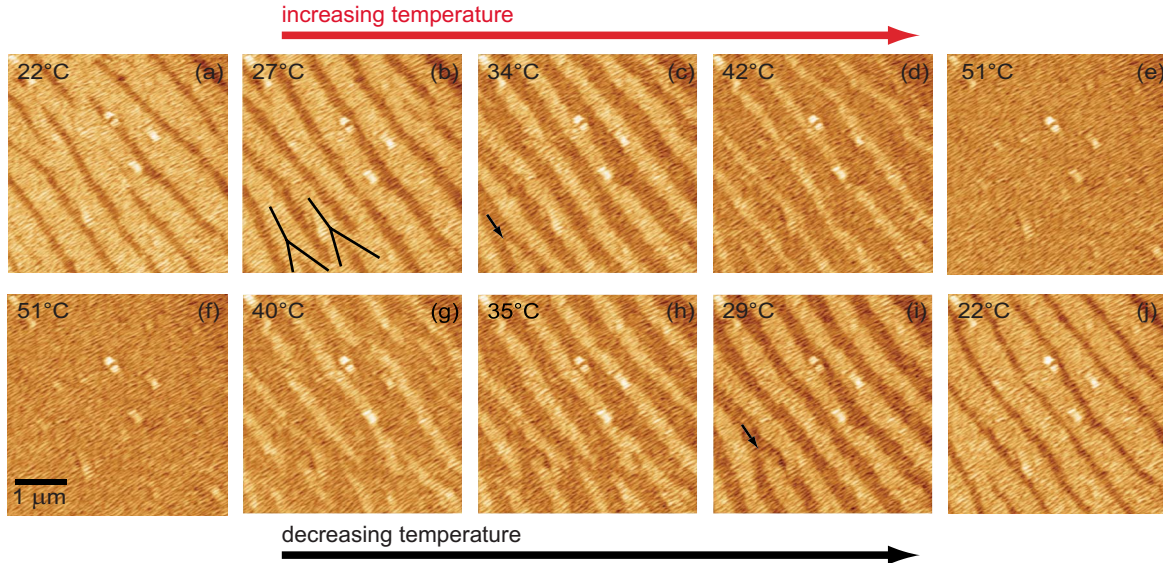 increasing temperature
22°C (a) 27°C (b) 34°C (c) 42°C (d) 51°C (e)
51°C (f) 40°C (g) 35°C (h) 29°C (i) 22°C (j)
1 μm
decreasing temperature